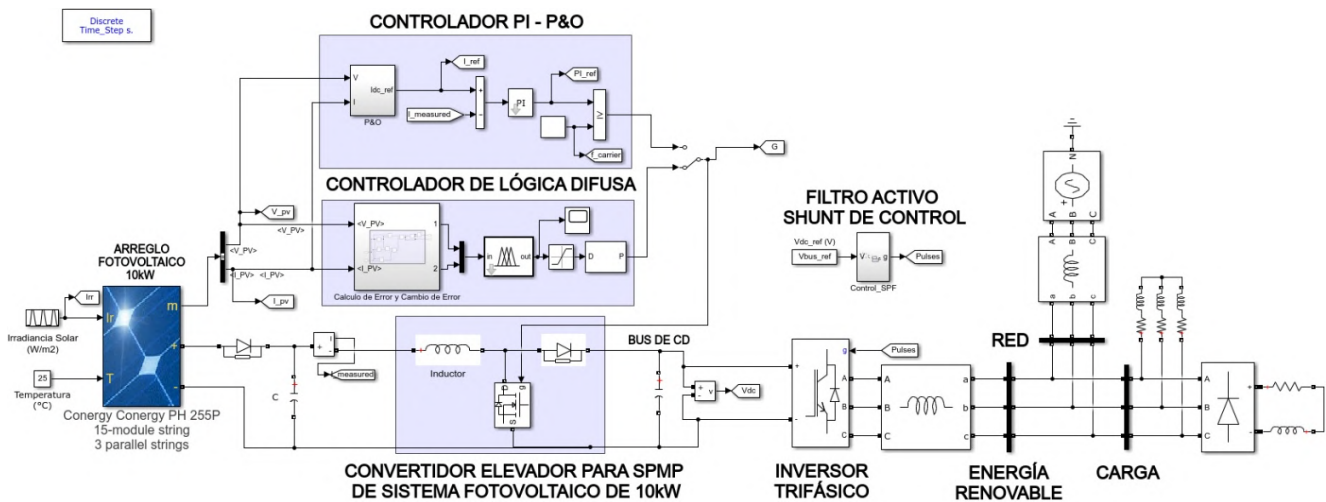 Discrete
Time_Step s.
CONTROLADOR PI - P&O
V
I
Idc_ref
P&O
I_ref
I_measured
+
-
PI
PI_ref
I_carrier
G
CONTROLADOR DE LÓGICA DIFUSA
<V_PV>
<I_PV>
1
2
Calculo de Error y Cambio de Error
in
out
D
P
V_pv
<V_PV>
<V_PV>
<I_PV>
<I_PV>
I_pv
ARREGLO
FOTOVOLTAICO
10kW
Irr
Irradiancia Solar
(W/m2)
25
Temperatura
(°C)
Ir
T
m
+
-
Conergy Conergy PH 255P
15-module string
3 parallel strings
C
+
-
I_measured
Inductor
g
D
S
CONVERTIDOR ELEVADOR PARA SPMP
DE SISTEMA FOTOVOLTAICO DE 10kW
BUS DE CD
+
-
v
Vdc
FILTRO ACTIVO
SHUNT DE CONTROL
Vdc_ref (V)
Vbus_ref
V
g
Control_SPF
Pulses
Pulses
g
+
-
A
B
C
INVERSOR
TRIFÁSICO
A
B
C
a
b
c
ENERGÍA
RENOVABLE
RED
N
A
B
C
A
B
C
a
b
c
CARGA
A
B
C
+
-